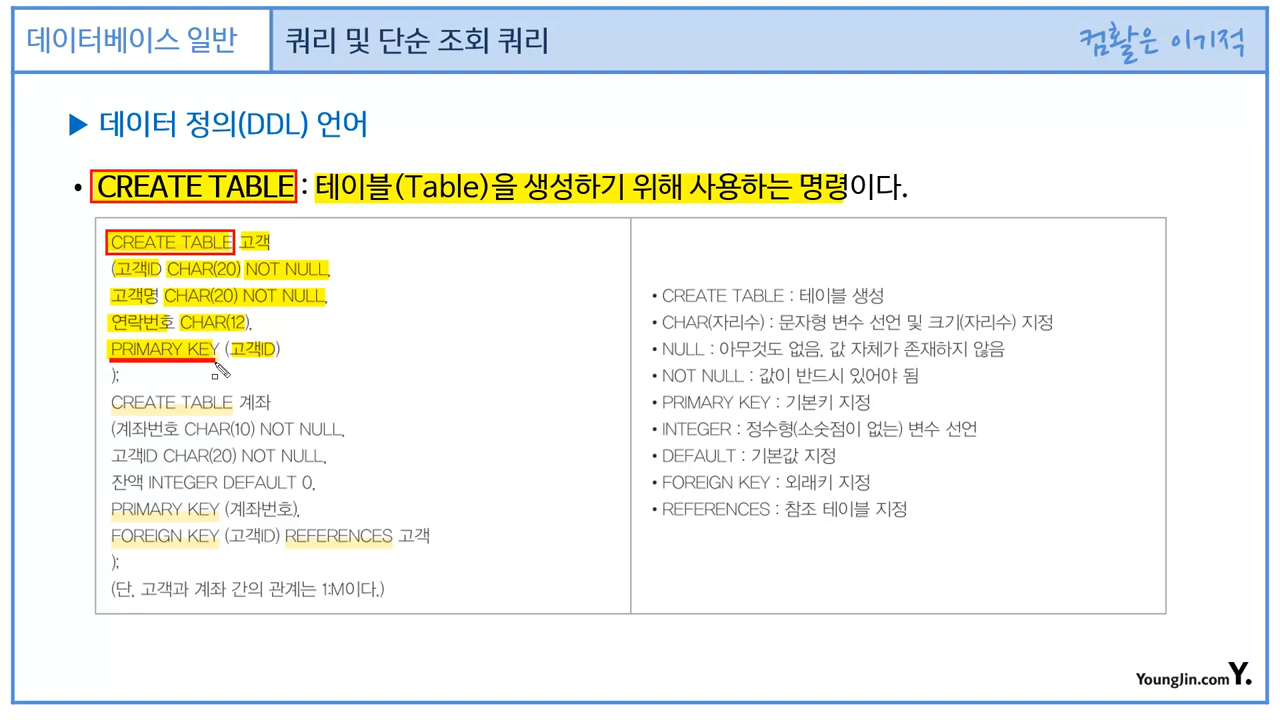 데이터베이스 일반
쿼리 및 단순 조회 쿼리
컴활은 이기적
▶ 데이터 정의(DDL) 언어
• CREATE TABLE : 테이블(Table)을 생성하기 위해 사용하는 명령이다.
CREATE TABLE 고객
(고객ID CHAR(20) NOT NULL,
고객명 CHAR(20) NOT NULL,
연락번호 CHAR(12),
PRIMARY KEY (고객ID)
);
CREATE TABLE 계좌
(계좌번호 CHAR(10) NOT NULL,
고객ID CHAR(20) NOT NULL,
잔액 INTEGER DEFAULT 0,
PRIMARY KEY (계좌번호),
FOREIGN KEY (고객ID) REFERENCES 고객
);
(단, 고객과 계좌 간의 관계는 1:M이다.)
• CREATE TABLE : 테이블 생성
• CHAR(자리수) : 문자형 변수 선언 및 크기(자리수) 지정
• NULL : 아무것도 없음, 값 자체가 존재하지 않음
• NOT NULL : 값이 반드시 있어야 됨
• PRIMARY KEY : 기본키 지정
• INTEGER : 정수형(소숫점이 없는) 변수 선언
• DEFAULT : 기본값 지정
• FOREIGN KEY : 외래키 지정
• REFERENCES : 참조 테이블 지정
YoungJin.com Y.